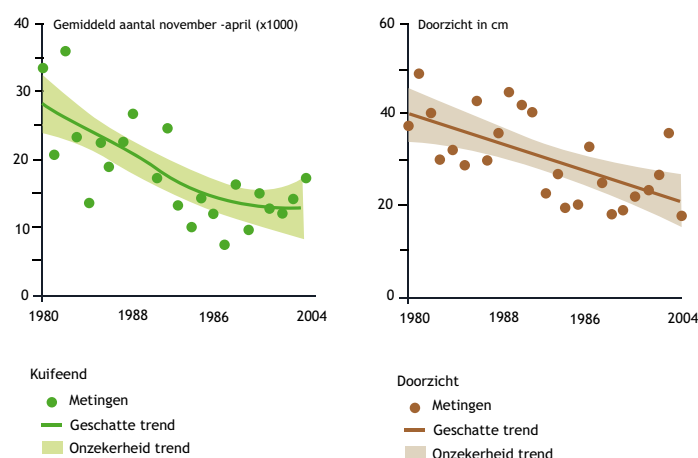 Gemiddeld aantal november -april (x1000)
40
30
20
10
0
1980
1988
1986
2004
Kuifeend
Metingen
Geschatte trend
Onzekerheid trend
Doorzicht in cm
60
40
20
0
1980
1988
1986
2004
Doorzicht
Metingen
Geschatte trend
Onzekerheid trend